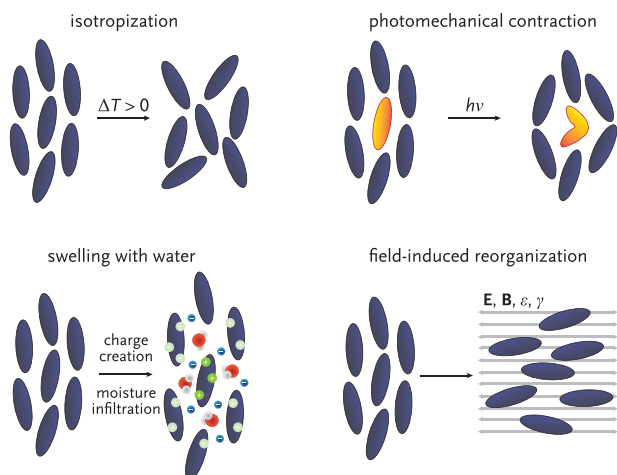 isotropization
photomechanical contraction
ΔT > 0
hν
swelling with water
field-induced reorganization
E, B, ε, γ
charge
creation
moisture
infiltration